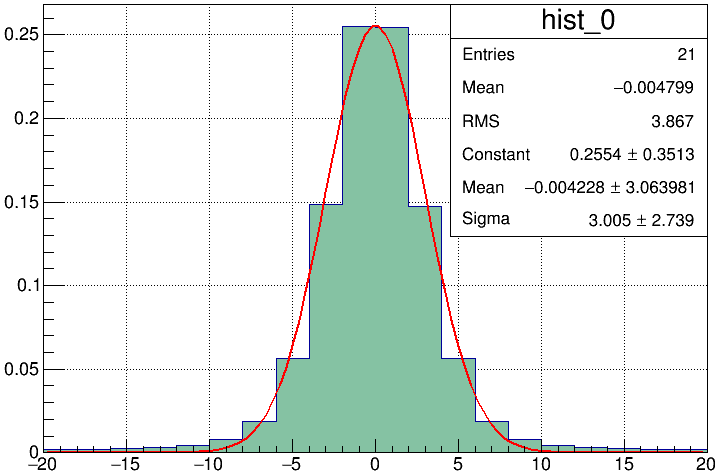 hist_0
Entries 21
Mean −0.004799
RMS 3.867
Constant 0.2554 ± 0.3513
Mean −0.004228 ± 3.063981
Sigma 3.005 ± 2.739
0.25
0.2
0.15
0.1
0.05
0
−20 −15 −10 −5 0 5 10 15 20